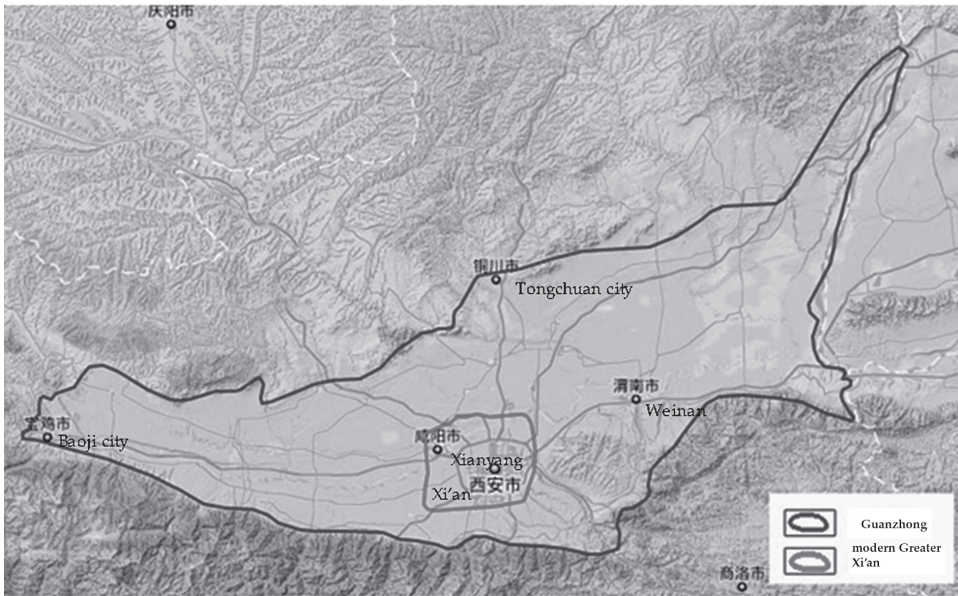 庆阳市
铜川市
Tongchuan city
渭南市
Weinan
宝鸡市
Baoji city
咸阳市
Xianyang
西安市
Xi'an
商洛市
Guanzhong
modern Greater
Xi'an